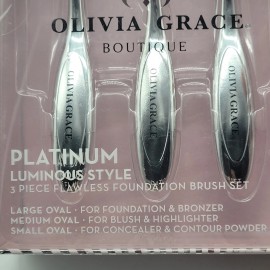 OLIVIA GRACE
BOUTIQUE
OLIVIA GRACE
OLIVIA GRACE
OLIVIA GRACE
PLATINUM
LUMINOUS STYLE
3 PIECE FLAWLESS FOUNDATION BRUSH SET
LARGE OVAL - FOR FOUNDATION & BRONZER
MEDIUM OVAL - FOR BLUSH & HIGHLIGHTER
SMALL OVAL - FOR CONCEALER & CONTOUR POWDER